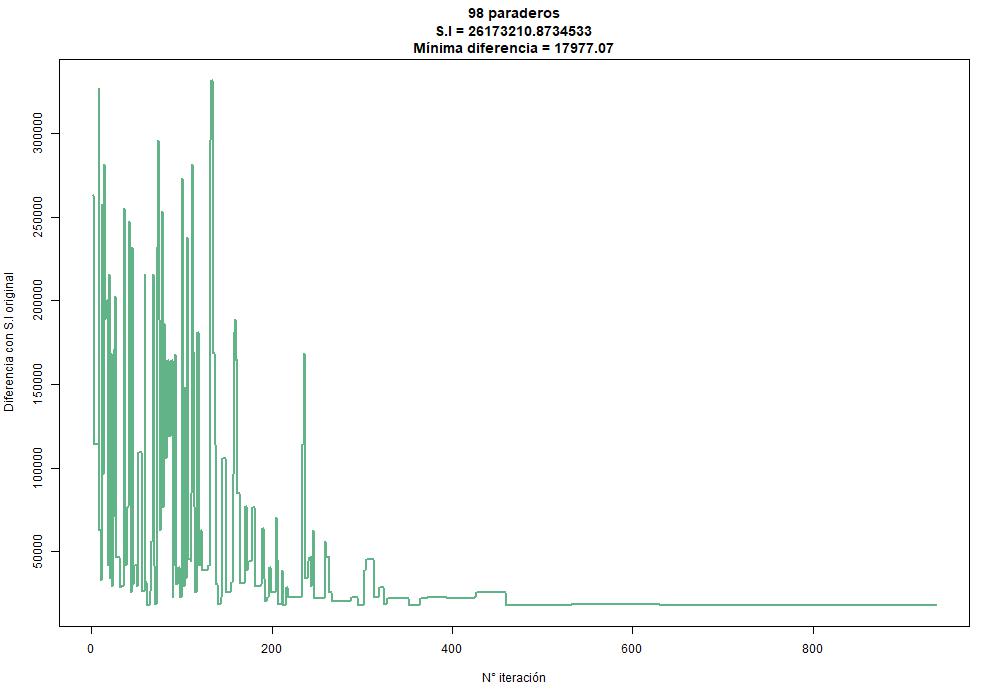 98 paraderos
S.I = 26173210.8734533
Mínima diferencia = 17977.07
Diferencia con S.I original
300000
250000
200000
150000
100000
50000
0
200
400
600
800
N° iteración